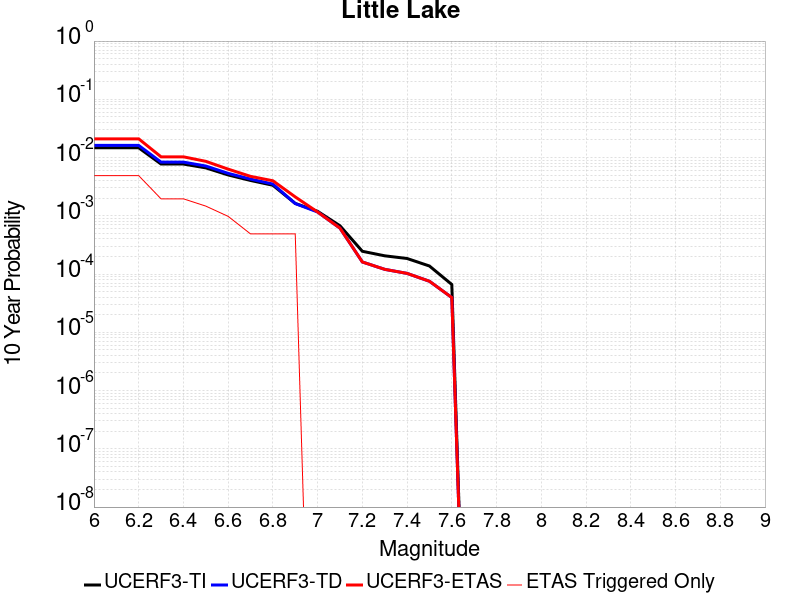 Little Lake
10 Year Probability
10^0
10^-1
10^-2
10^-3
10^-4
10^-5
10^-6
10^-7
10^-8
6 6.2 6.4 6.6 6.8 7 7.2 7.4 7.6 7.8 8 8.2 8.4 8.6 8.8 9
Magnitude
UCERF3-TI UCERF3-TD UCERF3-ETAS ETAS Triggered Only